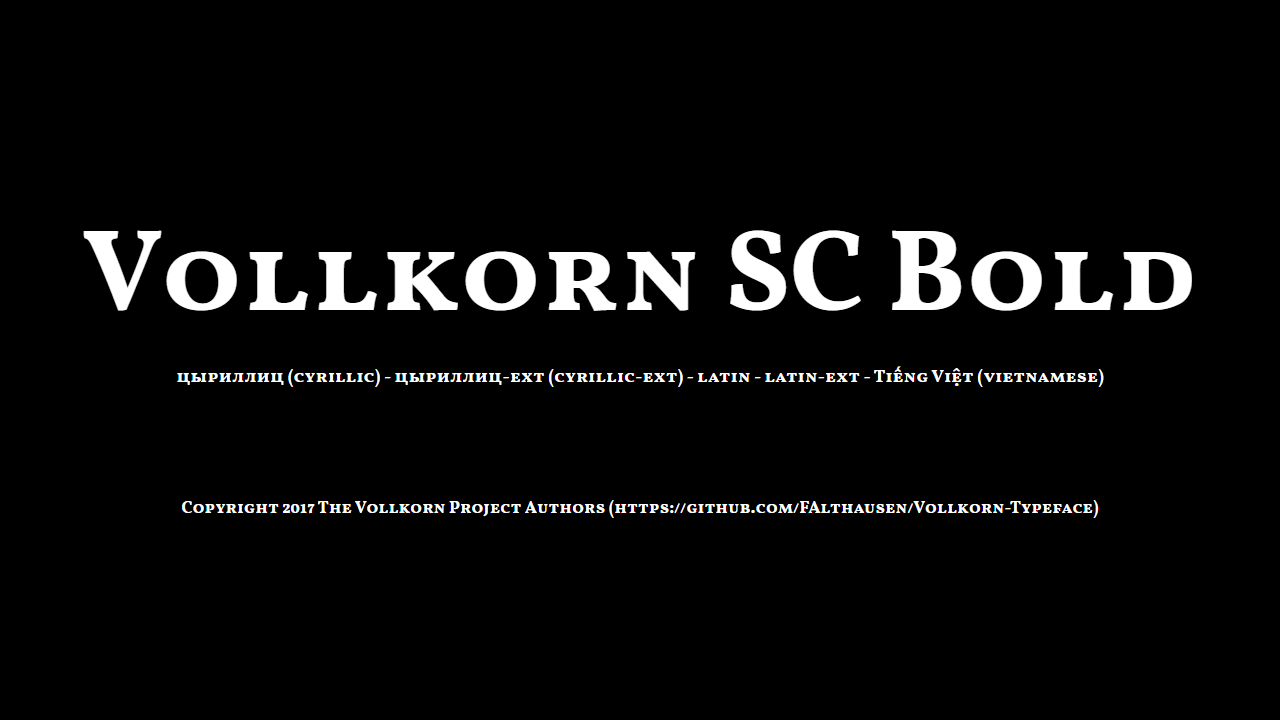 Vollkorn SC Bold
цыриллиц (cyrillic) - цыриллиц-ext (cyrillic-ext) - latin - latin-ext - Tiếng Việt (vietnamese)
Copyright 2017 The Vollkorn Project Authors (https://github.com/FAlthausen/Vollkorn-Typeface)